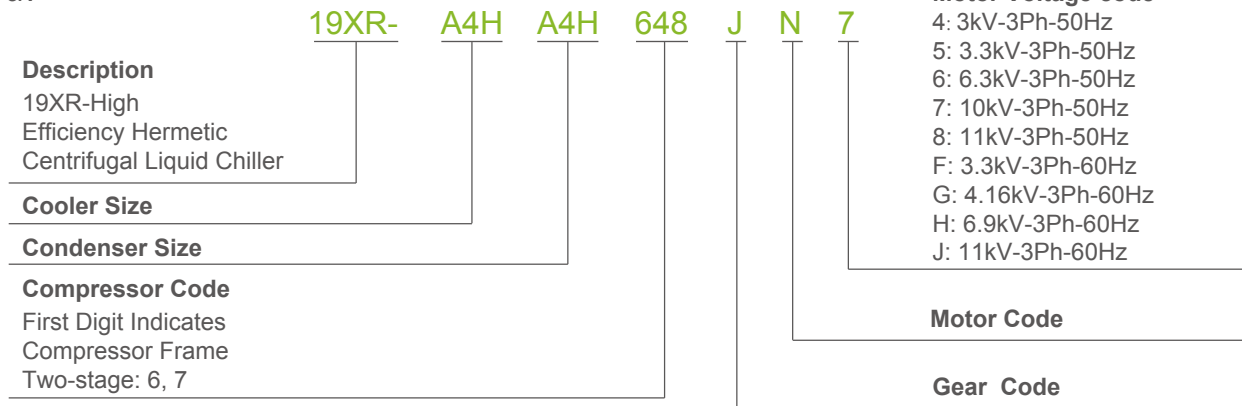 19XR- A4H A4H 648 J N 7
Description
19XR-High
Efficiency Hermetic
Centrifugal Liquid Chiller
Cooler Size
Condenser Size
Compressor Code
First Digit Indicates
Compressor Frame
Two-stage: 6, 7
4: 3kV-3Ph-50Hz
5: 3.3kV-3Ph-50Hz
6: 6.3kV-3Ph-50Hz
7: 10kV-3Ph-50Hz
8: 11kV-3Ph-50Hz
F: 3.3kV-3Ph-60Hz
G: 4.16kV-3Ph-60Hz
H: 6.9kV-3Ph-60Hz
J: 11kV-3Ph-60Hz
Motor Code
Gear Code